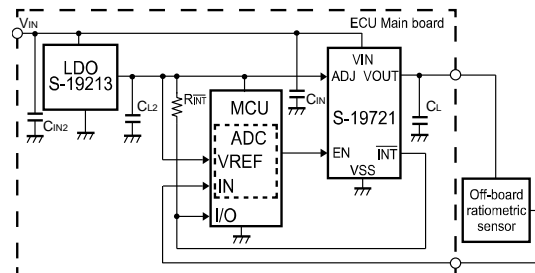 VIN
ECU Main board
LDO
S-19213
CIN2
CL2
RINT
MCU
ADC
VREF
IN
I/O
CIN
VIN
ADJ VOUT
S-19721
EN INT
VSS
CL
Off-board
ratiometric
sensor